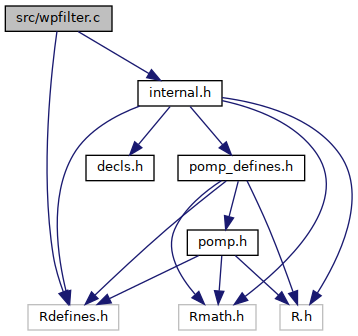 src/wpfilter.c
internal.h
decls.h
pomp_defines.h
pomp.h
Rdefines.h
Rmath.h
R.h